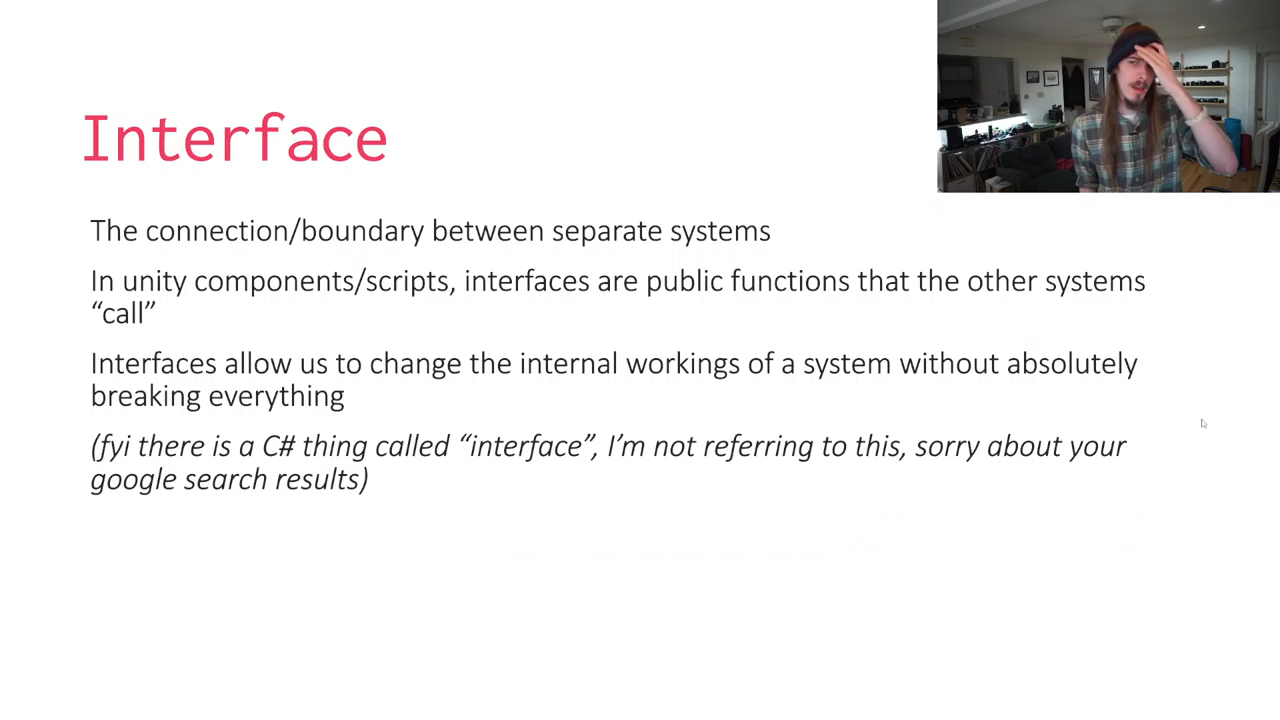 Interface
The connection/boundary between separate systems
In unity components/scripts, interfaces are public functions that the other systems
“call”
Interfaces allow us to change the internal workings of a system without absolutely
breaking everything
(fyi there is a C# thing called “interface”, I’m not referring to this, sorry about your
google search results)